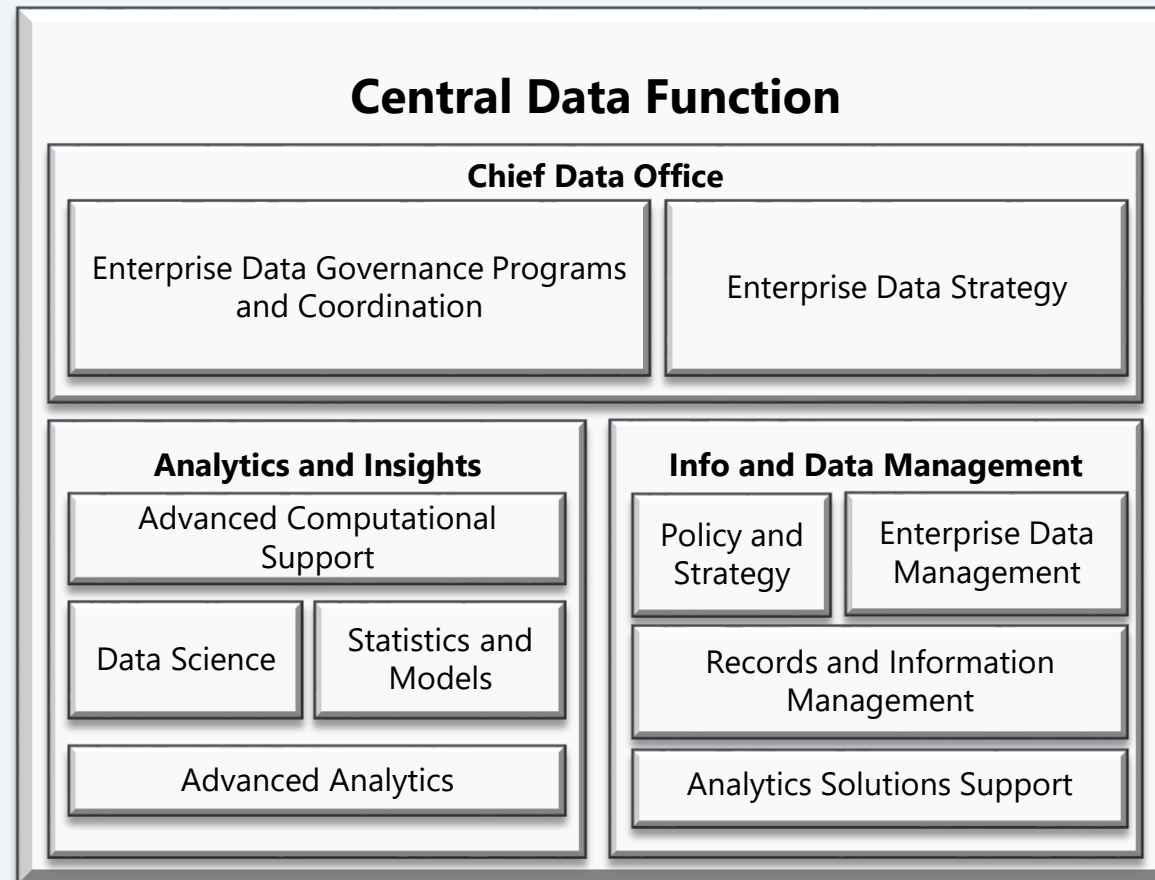 Central Data Function
Chief Data Office
Enterprise Data Governance Programs
and Coordination
Enterprise Data Strategy
Analytics and Insights
Advanced Computational
Support
Data Science
Statistics and
Models
Advanced Analytics
Info and Data Management
Policy and
Strategy
Enterprise Data
Management
Records and Information
Management
Analytics Solutions Support